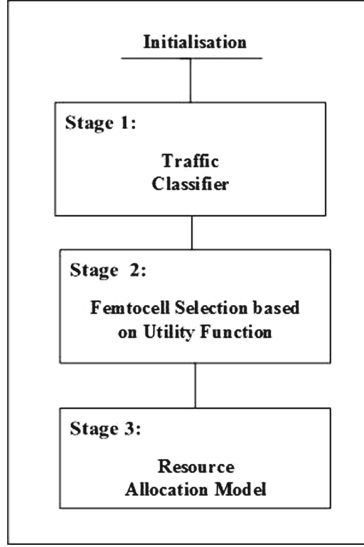 Initialisation
Stage 1:
Traffic
Classifier
Stage 2:
Femtocell Selection based
on Utility Function
Stage 3:
Resource
Allocation Model